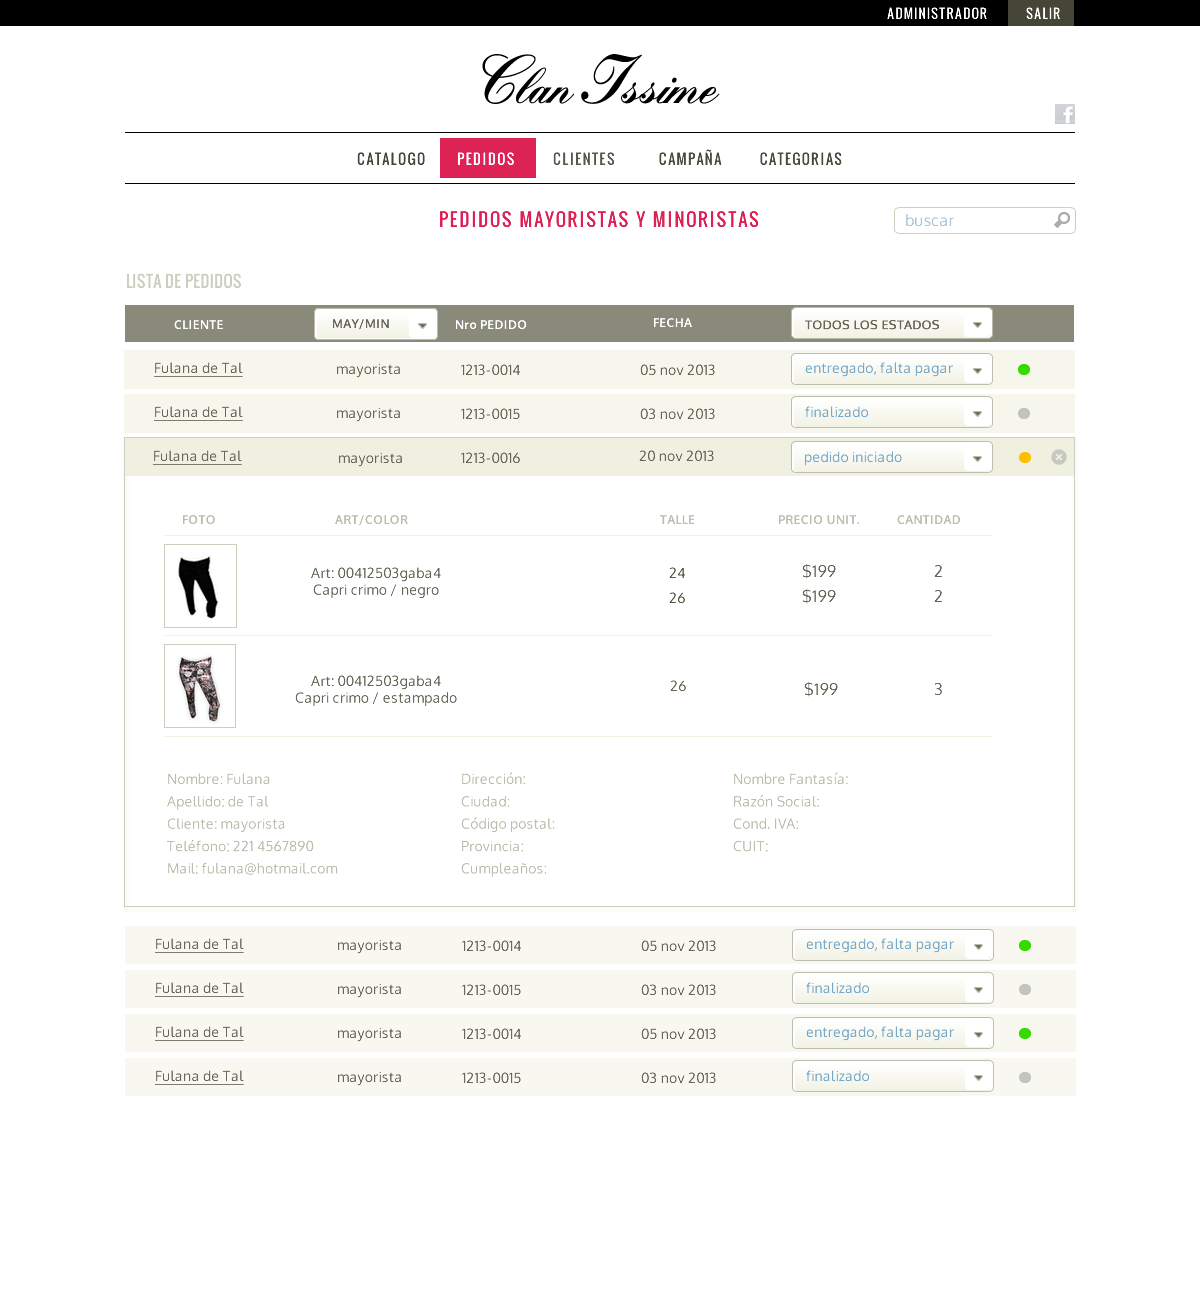 ADMINISTRADOR SALIR
Clan Issime
CATALOGO PEDIDOS CLIENTES CAMPAÑA CATEGORIAS
PEDIDOS MAYORISTAS Y MINORISTAS
buscar
LISTA DE PEDIDOS
CLIENTE MAY/MIN Nro PEDIDO FECHA TODOS LOS ESTADOS
Fulana de Tal mayorista 1213-0014 05 nov 2013 entregado, falta pagar
Fulana de Tal mayorista 1213-0015 03 nov 2013 finalizado
Fulana de Tal mayorista 1213-0016 20 nov 2013 pedido iniciado
FOTO ART/COLOR TALLE PRECIO UNIT. CANTIDAD
Art: 00412503gaba4 24 $199 2
Capri crimo / negro 26 $199 2
Art: 00412503gaba4
Capri crimo / estampado 26 $199 3
Nombre: Fulana Dirección: Nombre Fantasía:
Apellido: de Tal Ciudad: Razón Social:
Cliente: mayorista Código postal: Cond. IVA:
Teléfono: 221 4567890 Provincia: CUIT:
Mail: fulana@hotmail.com Cumpleaños:
Fulana de Tal mayorista 1213-0014 05 nov 2013 entregado, falta pagar
Fulana de Tal mayorista 1213-0015 03 nov 2013 finalizado
Fulana de Tal mayorista 1213-0014 05 nov 2013 entregado, falta pagar
Fulana de Tal mayorista 1213-0015 03 nov 2013 finalizado